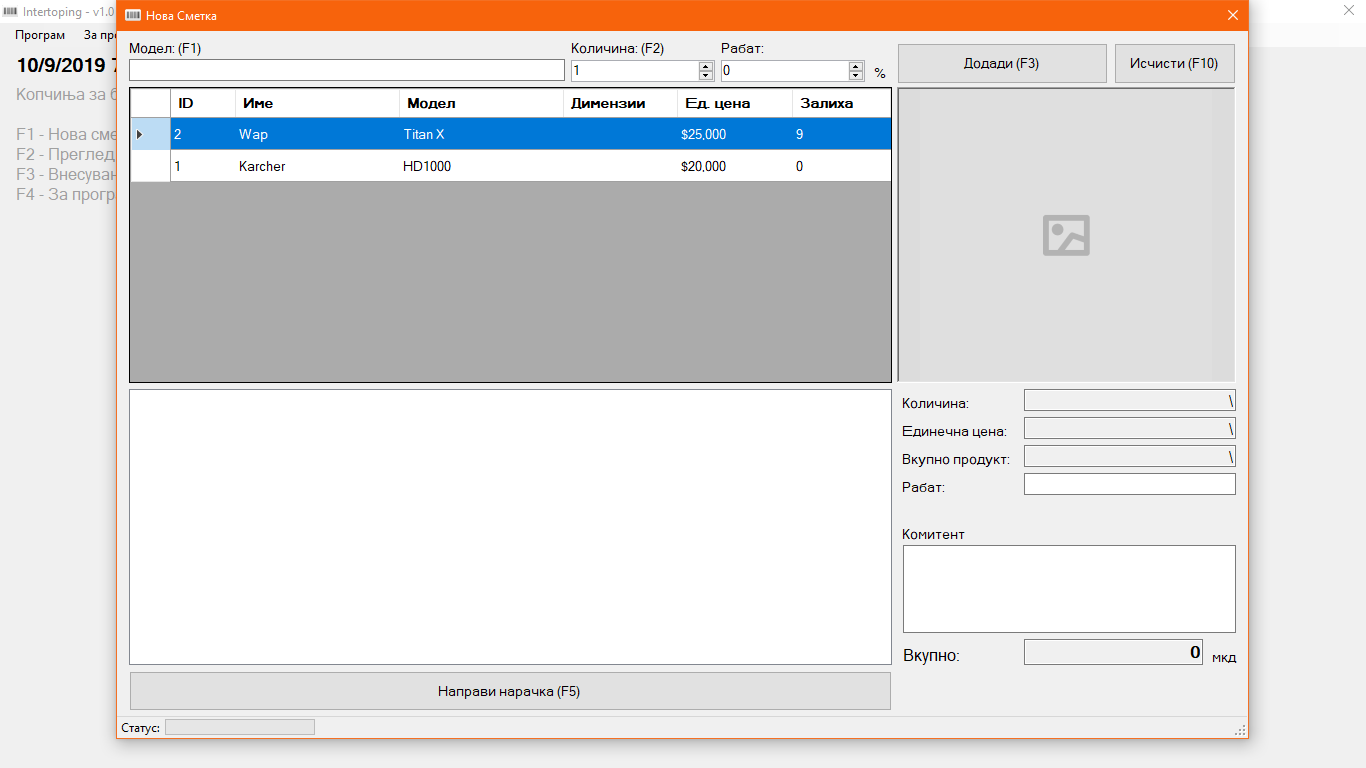 Intertoping - v1.0
Нова Сметка
Програм За про
10/9/2019
Копчиња за
F1 - Нова сме
F2 - Преглед
F3 - Внесувањ
F4 - За прогр
Модел: (F1) Количина: (F2) Рабат:
1 0 %
Додади (F3) Исчисти (F10)
ID Име Модел Димензии Ед. цена Залиха
2 Wap Titan X $25,000 9
1 Karcher HD1000 $20,000 0
Количина: \
Единечна цена: \
Вкупно продукт: \
Рабат:
Комитент
Вкупно: 0 мкд
Направи нарачка (F5)
Статус: